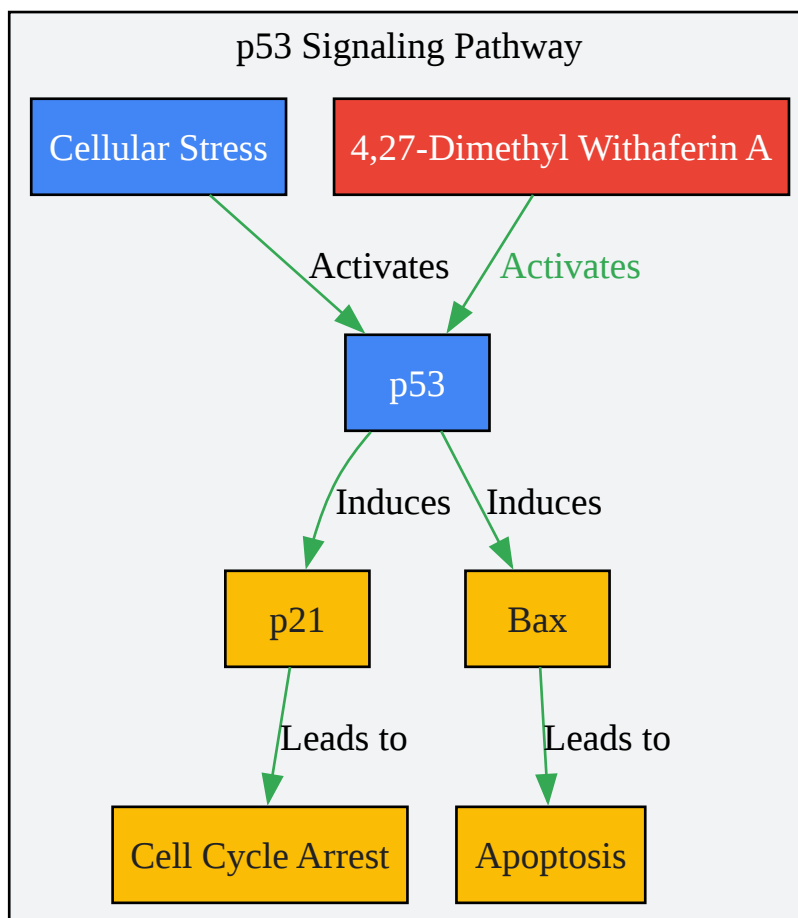 p53 Signaling Pathway
Cellular Stress
4,27-Dimethyl Withaferin A
Activates
Activates
p53
Induces
Induces
p21
Bax
Leads to
Leads to
Cell Cycle Arrest
Apoptosis